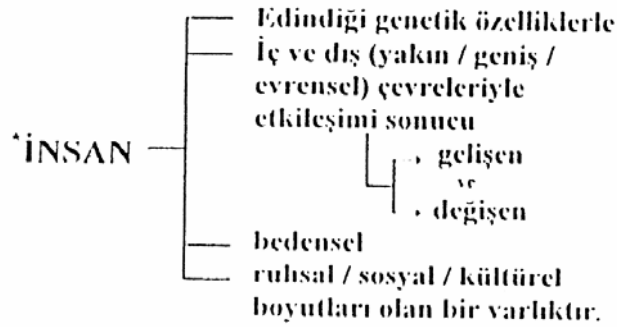 Edindiği genetik özelliklerle
İç ve dış (yakın / geniş /
evrensel) çevreleriyle
etkileşimi sonucu
*İNSAN
gelişen
ve
değişen
bedensel
ruhsal / sosyal / kültürel
boyutları olan bir varlıktır.